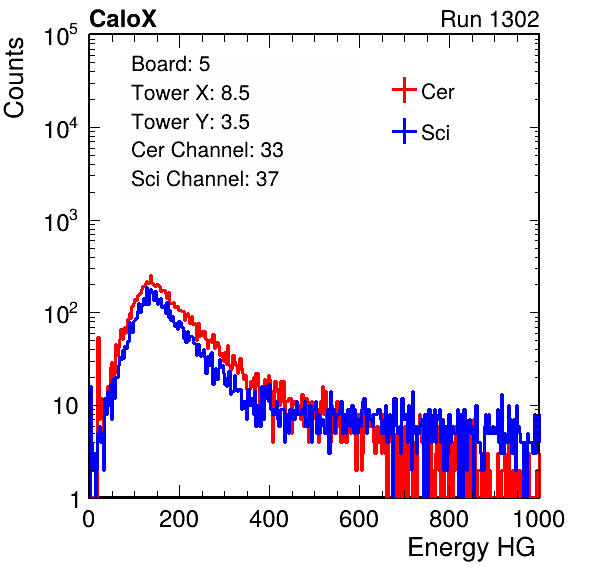 CaloX Run 1302
10^5
Counts
Board: 5
Tower X: 8.5
Tower Y: 3.5
Cer Channel: 33
Sci Channel: 37
Cer
Sci
10^4
10^3
10^2
10
1
0 200 400 600 800 1000
Energy HG